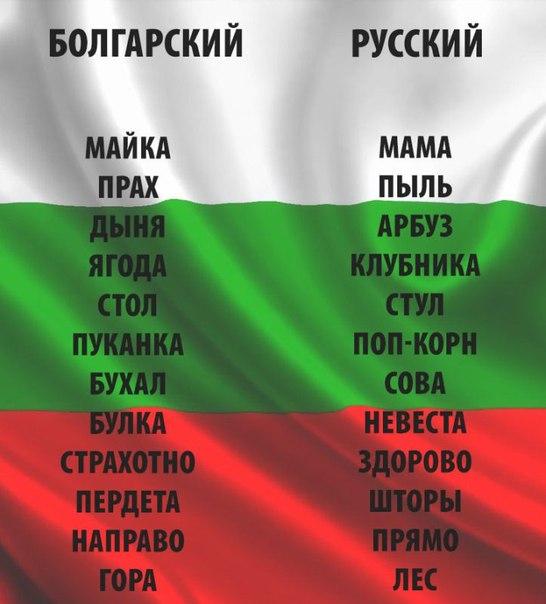 БОЛГАРСКИЙ РУССКИЙ
МАЙКА МАМА
ПРАХ ПЫЛЬ
ДЫНЯ АРБУЗ
ЯГОДА КЛУБНИКА
СТОЛ СТУЛ
ПУКАНКА ПОП-КОРН
БУХАЛ СОВА
БУЛКА НЕВЕСТА
СТРАХОТНО ЗДОРОВО
ПЕРДЕТА ШТОРЫ
НАПРАВО ПРЯМО
ГОРА ЛЕС